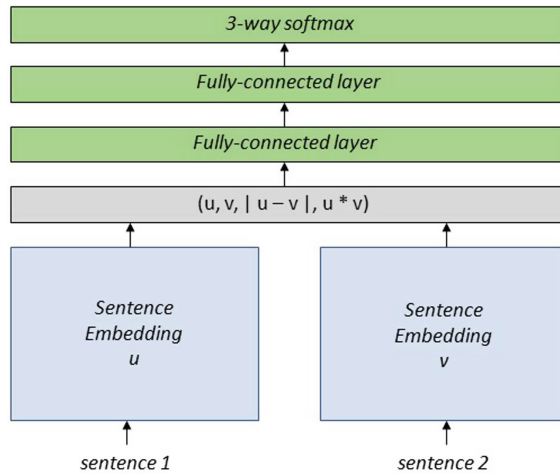 3-way softmax
Fully-connected layer
Fully-connected layer
(u, v, | u – v |, u * v)
Sentence
Embedding
u
Sentence
Embedding
v
sentence 1
sentence 2